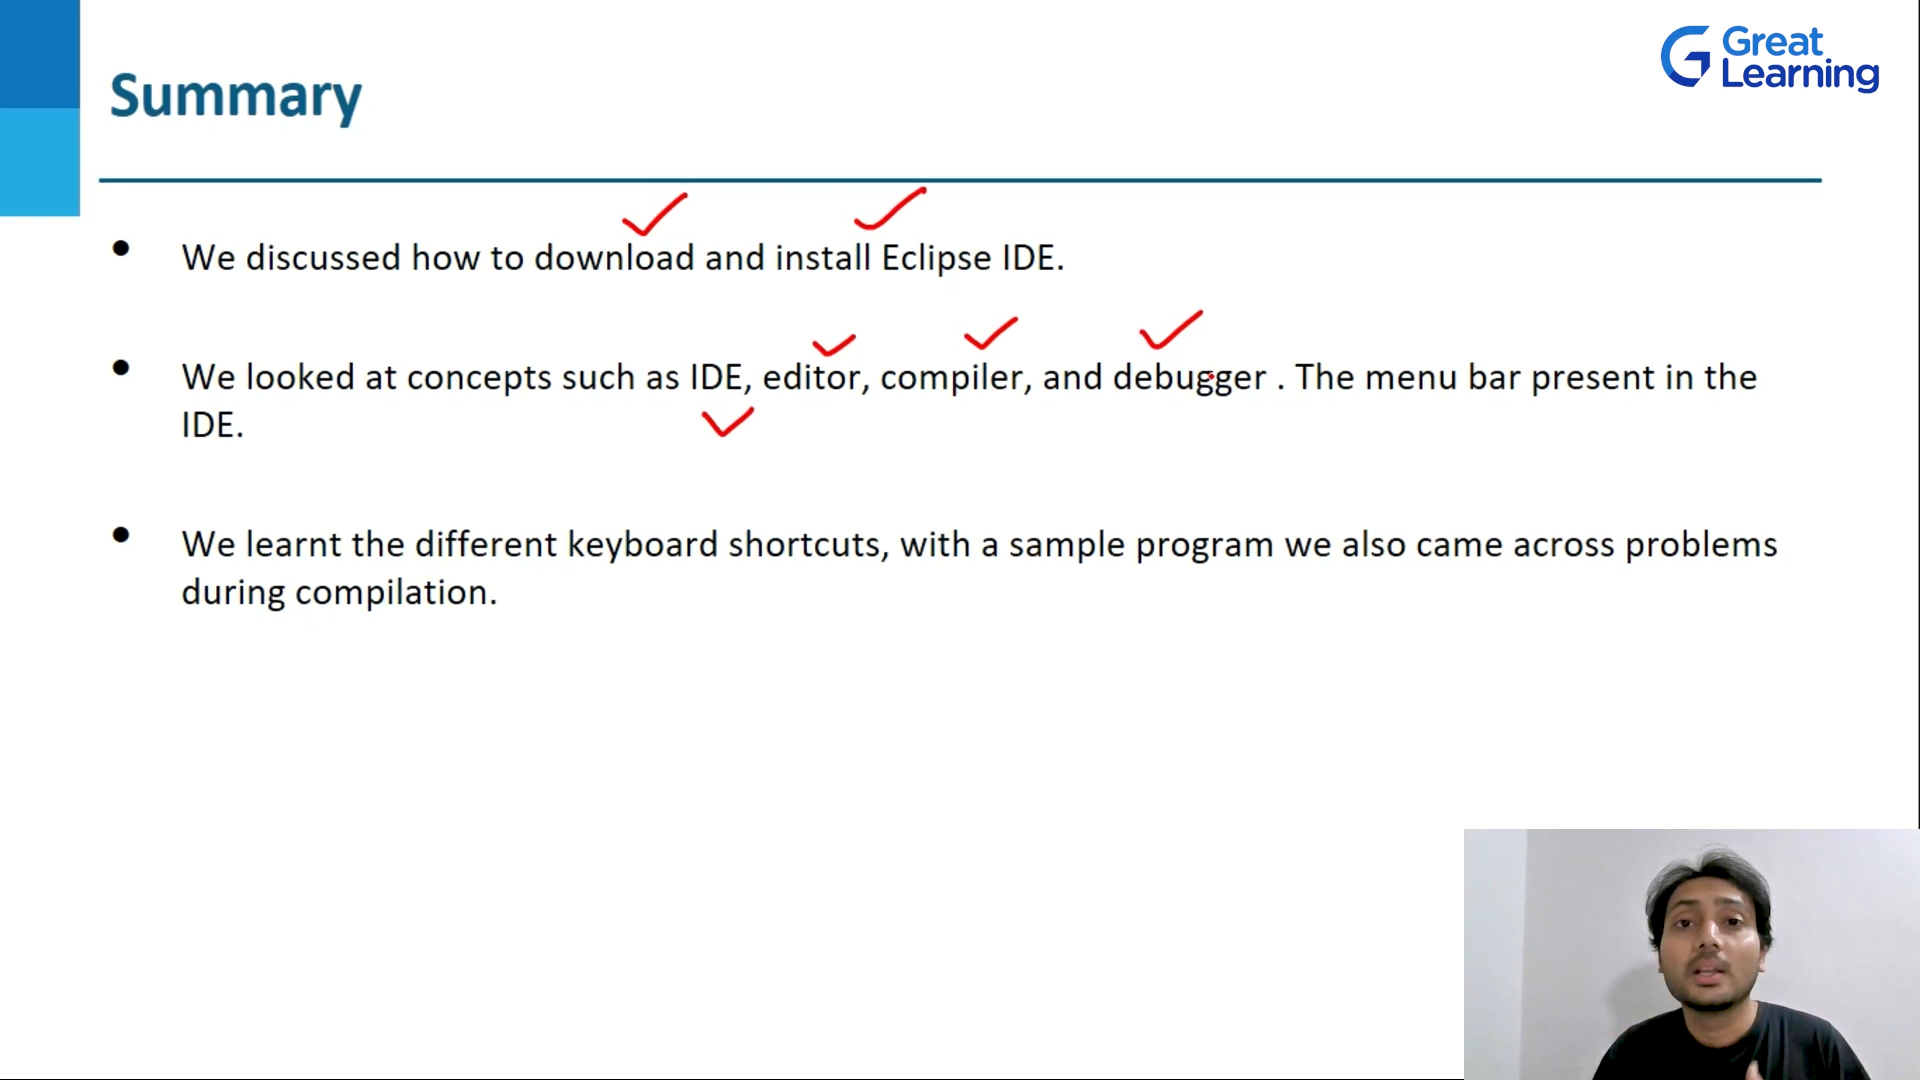 Great
Learning
Summary
• We discussed how to download and install Eclipse IDE.
• We looked at concepts such as IDE, editor, compiler, and debugger . The menu bar present in the
IDE.
• We learnt the different keyboard shortcuts, with a sample program we also came across problems
during compilation.